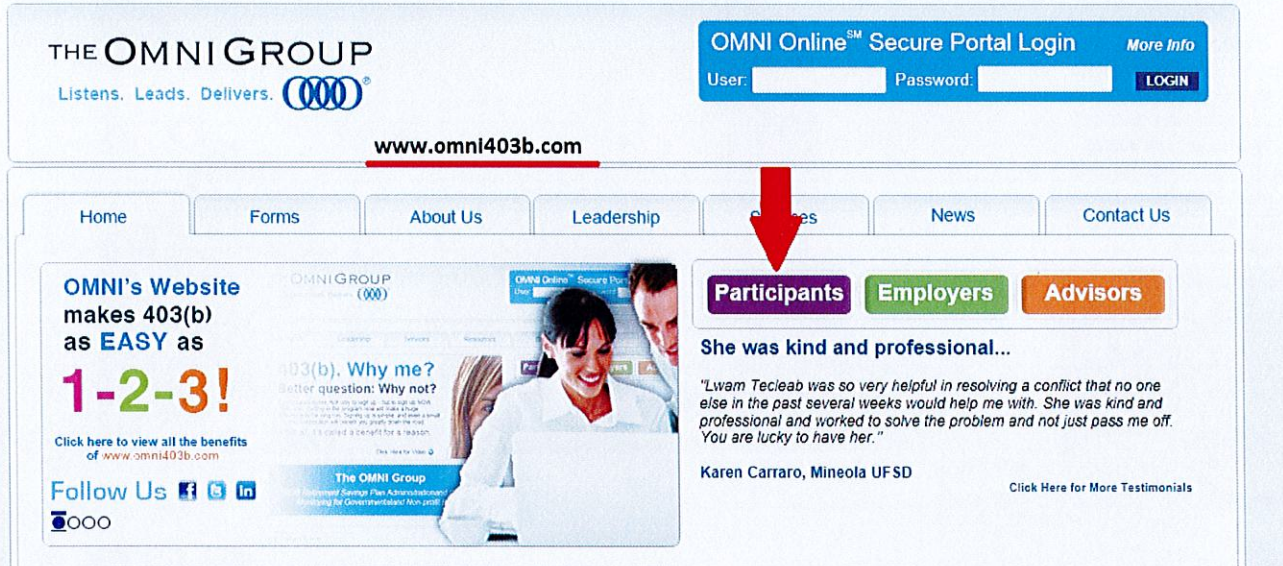 THE OMNI GROUP
Listens. Leads. Delivers.
OMNI Online℠ Secure Portal Login More Info
User: Password: LOGIN
www.omni403b.com
Home Forms About Us Leadership News Contact Us
OMNI's Website
makes 403(b)
as EASY as
1-2-3!
Click here to view all the benefits
of www.omni403b.com
Follow Us
OMNI GROUP
OMNI Online℠ Secure
403(b). Why me?
Better question: Why not?
The OMNI Group
Participants Employers Advisors
She was kind and professional...
"Lwam Tecleab was so very helpful in resolving a conflict that no one
else in the past several weeks would help me with. She was kind and
professional and worked to solve the problem and not just pass me off.
You are lucky to have her."
Karen Carraro, Mineola UFSD
Click Here for More Testimonials